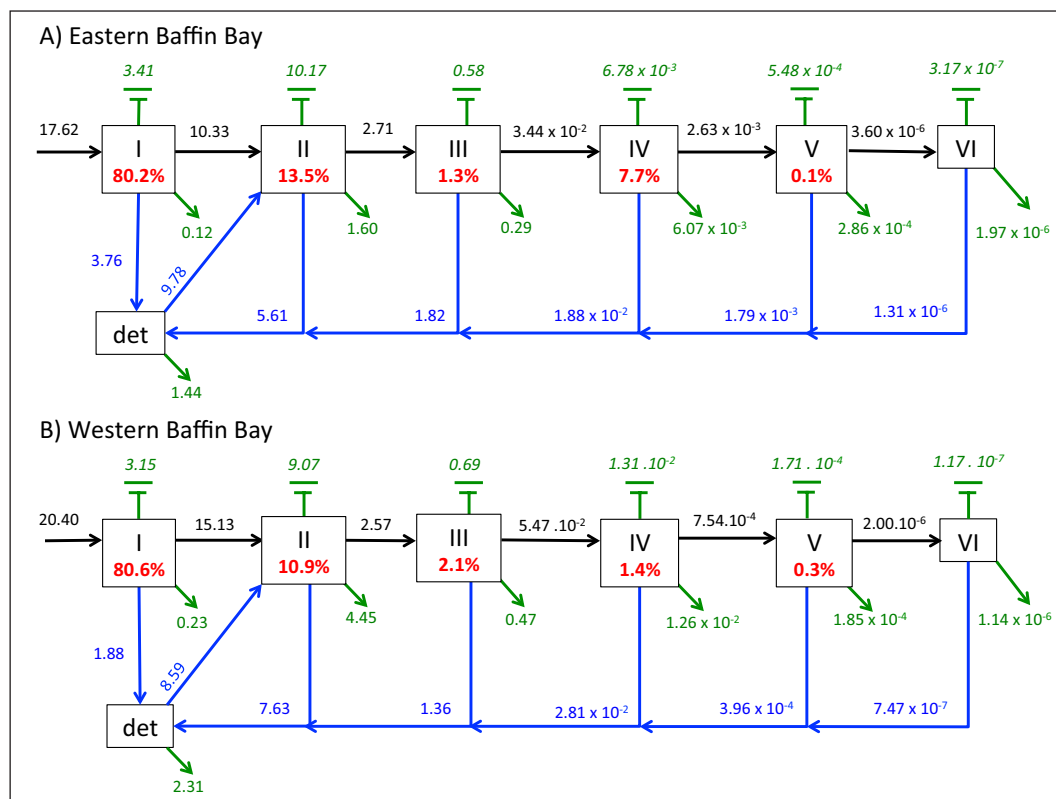 A) Eastern Baffin Bay
3.41 10.17 0.58 6.78 x 10⁻³ 5.48 x 10⁻⁴ 3.17 x 10⁻⁷
17.62 10.33 2.71 3.44 x 10⁻² 2.63 x 10⁻³ 3.60 x 10⁻⁶
I II III IV V VI
80.2% 13.5% 1.3% 7.7% 0.1%
0.12 1.60 0.29 6.07 x 10⁻³ 2.86 x 10⁻⁴ 1.97 x 10⁻⁶
3.76 9.78
det 5.61 1.82 1.88 x 10⁻² 1.79 x 10⁻³ 1.31 x 10⁻⁶
1.44
B) Western Baffin Bay
3.15 9.07 0.69 1.31 .10⁻² 1.71 . 10⁻⁴ 1.17 . 10⁻⁷
20.40 15.13 2.57 5.47 .10⁻² 7.54.10⁻⁴ 2.00.10⁻⁶
I II III IV V VI
80.6% 10.9% 2.1% 1.4% 0.3%
0.23 4.45 0.47 1.26 x 10⁻² 1.85 x 10⁻⁴ 1.14 x 10⁻⁶
1.88 8.59
det 7.63 1.36 2.81 x 10⁻² 3.96 x 10⁻⁴ 7.47 x 10⁻⁷
2.31